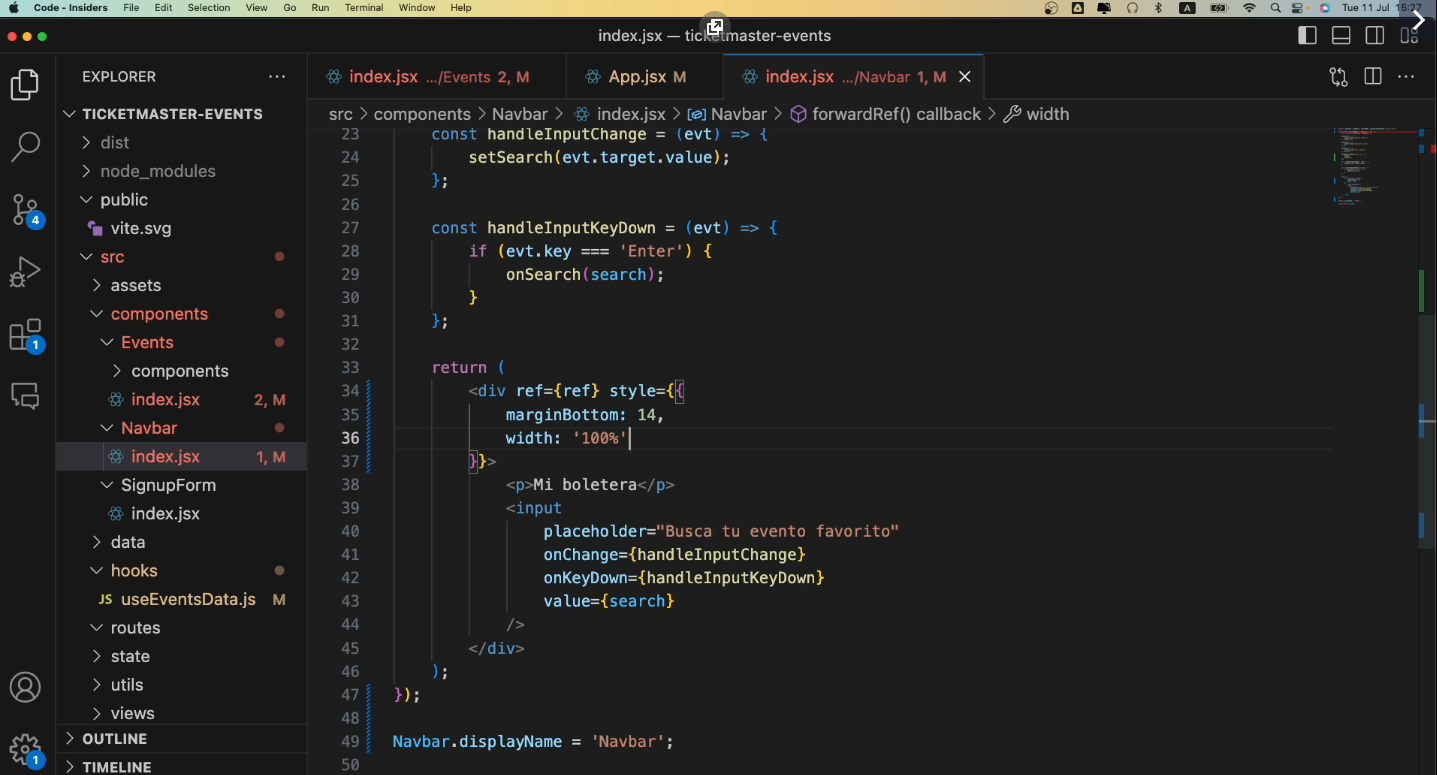 Code - Insiders File Edit Selection View Go Run Terminal Window Help A Tue 11 Jul 15:27
index.jsx — ticketmaster-events
EXPLORER
index.jsx .../Events 2, M
App.jsx M
index.jsx .../Navbar 1, M
TICKETMASTER-EVENTS
dist
node_modules
public
vite.svg
src
assets
components
Events
components
index.jsx 2, M
Navbar
index.jsx 1, M
SignupForm
index.jsx
data
hooks
JS useEventsData.js M
routes
state
utils
views
OUTLINE
TIMELINE
4
1
1
src > components > Navbar > index.jsx > Navbar > forwardRef() callback > width
23 const handleInputChange = (evt) => {
24 setSearch(evt.target.value);
25 };
26
27 const handleInputKeyDown = (evt) => {
28 if (evt.key === 'Enter') {
29 onSearch(search);
30 }
31 };
32
33 return (
34 <div ref={ref} style={{
35 marginBottom: 14,
36 width: '100%'
37 }}>
38 <p>Mi boletera</p>
39 <input
40 placeholder="Busca tu evento favorito"
41 onChange={handleInputChange}
42 onKeyDown={handleInputKeyDown}
43 value={search}
44 />
45 </div>
46 );
47 });
48
49 Navbar.displayName = 'Navbar';
50